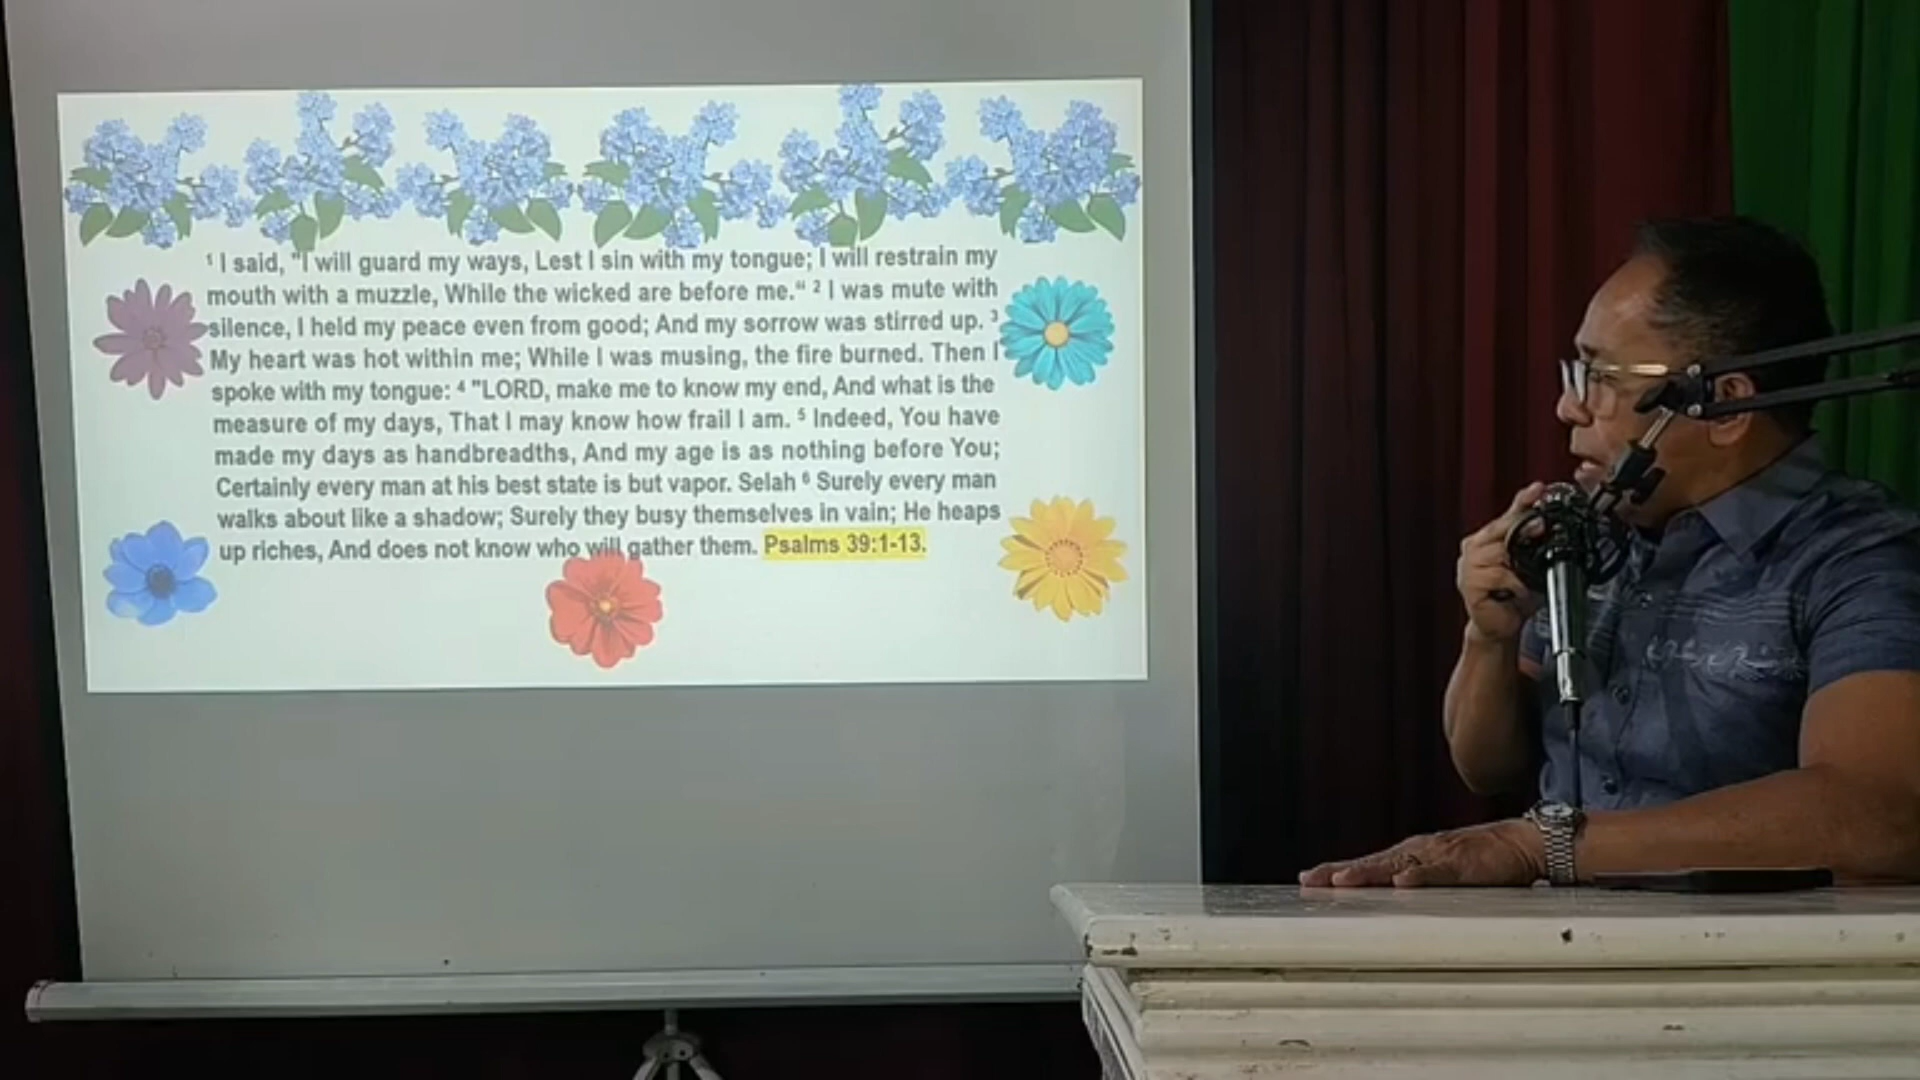 ¹ I said, "I will guard my ways, Lest I sin with my tongue; I will restrain my
mouth with a muzzle, While the wicked are before me.“ ² I was mute with
silence, I held my peace even from good; And my sorrow was stirred up. ³
My heart was hot within me; While I was musing, the fire burned. Then I
spoke with my tongue: ⁴ "LORD, make me to know my end, And what is the
measure of my days, That I may know how frail I am. ⁵ Indeed, You have
made my days as handbreadths, And my age is as nothing before You;
Certainly every man at his best state is but vapor. Selah ⁶ Surely every man
walks about like a shadow; Surely they busy themselves in vain; He heaps
up riches, And does not know who will gather them. Psalms 39:1-13.